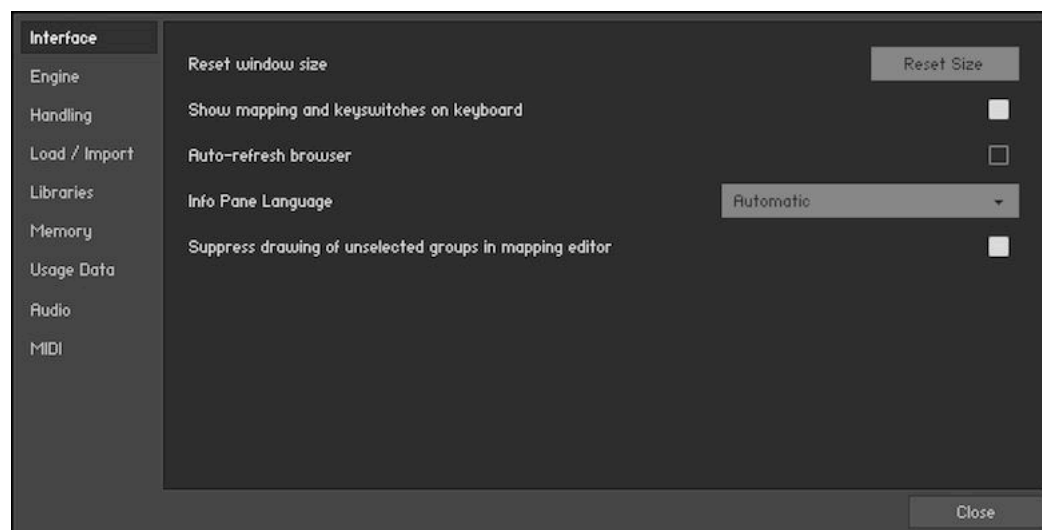 Interface
Engine
Handling
Load / Import
Libraries
Memory
Usage Data
Audio
MIDI
Reset window size
Reset Size
Show mapping and keyswitches on keyboard
Auto-refresh browser
Info Pane Language
Automatic
Suppress drawing of unselected groups in mapping editor
Close